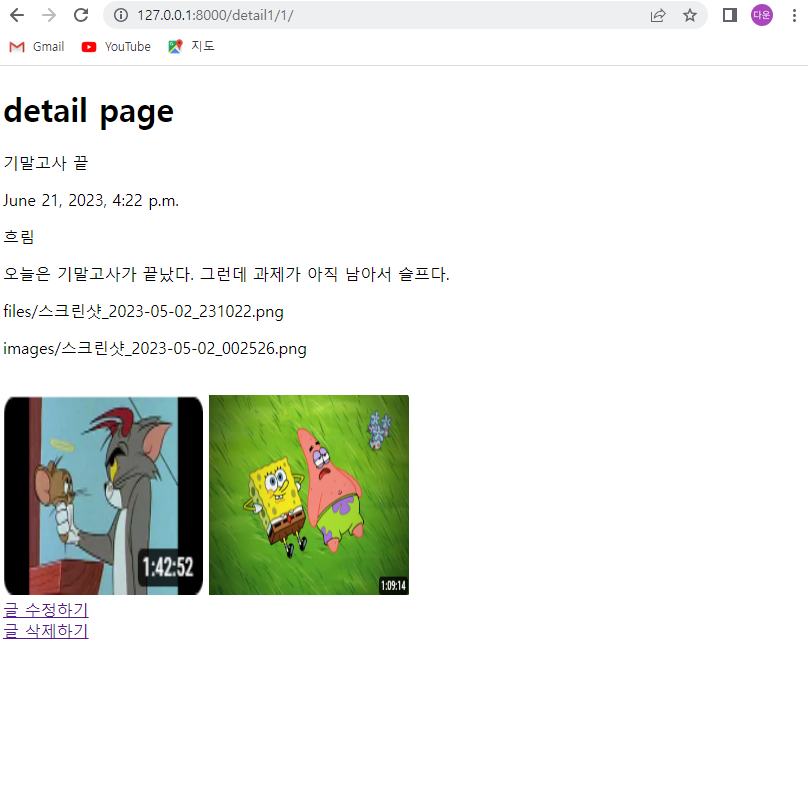 127.0.0.1:8000/detail1/1/
다운
Gmail YouTube 지도
detail page
기말고사 끝
June 21, 2023, 4:22 p.m.
흐림
오늘은 기말고사가 끝났다. 그런데 과제가 아직 남아서 슬프다.
files/스크린샷_2023-05-02_231022.png
images/스크린샷_2023-05-02_002526.png
1:42:52
1:09:14
글 수정하기
글 삭제하기